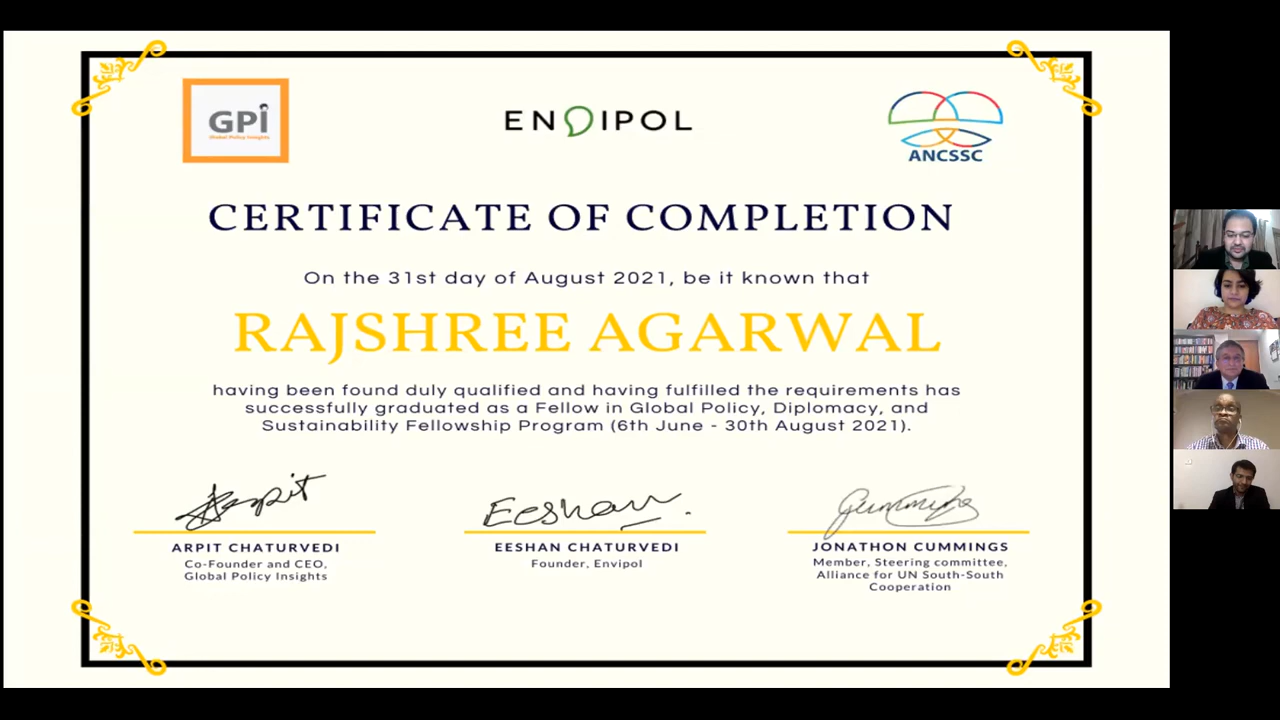 GPi
Global Policy Insights
ENVIPOL
ANCSSC
CERTIFICATE OF COMPLETION
On the 31st day of August 2021, be it known that
RAJSHREE AGARWAL
having been found duly qualified and having fulfilled the requirements has
successfully graduated as a Fellow in Global Policy, Diplomacy, and
Sustainability Fellowship Program (6th June - 30th August 2021).
Arpit
Eeshan
Cummings
ARPIT CHATURVEDI
Co-Founder and CEO,
Global Policy Insights
EESHAN CHATURVEDI
Founder, Envipol
JONATHON CUMMINGS
Member, Steering committee,
Alliance for UN South-South
Cooperation